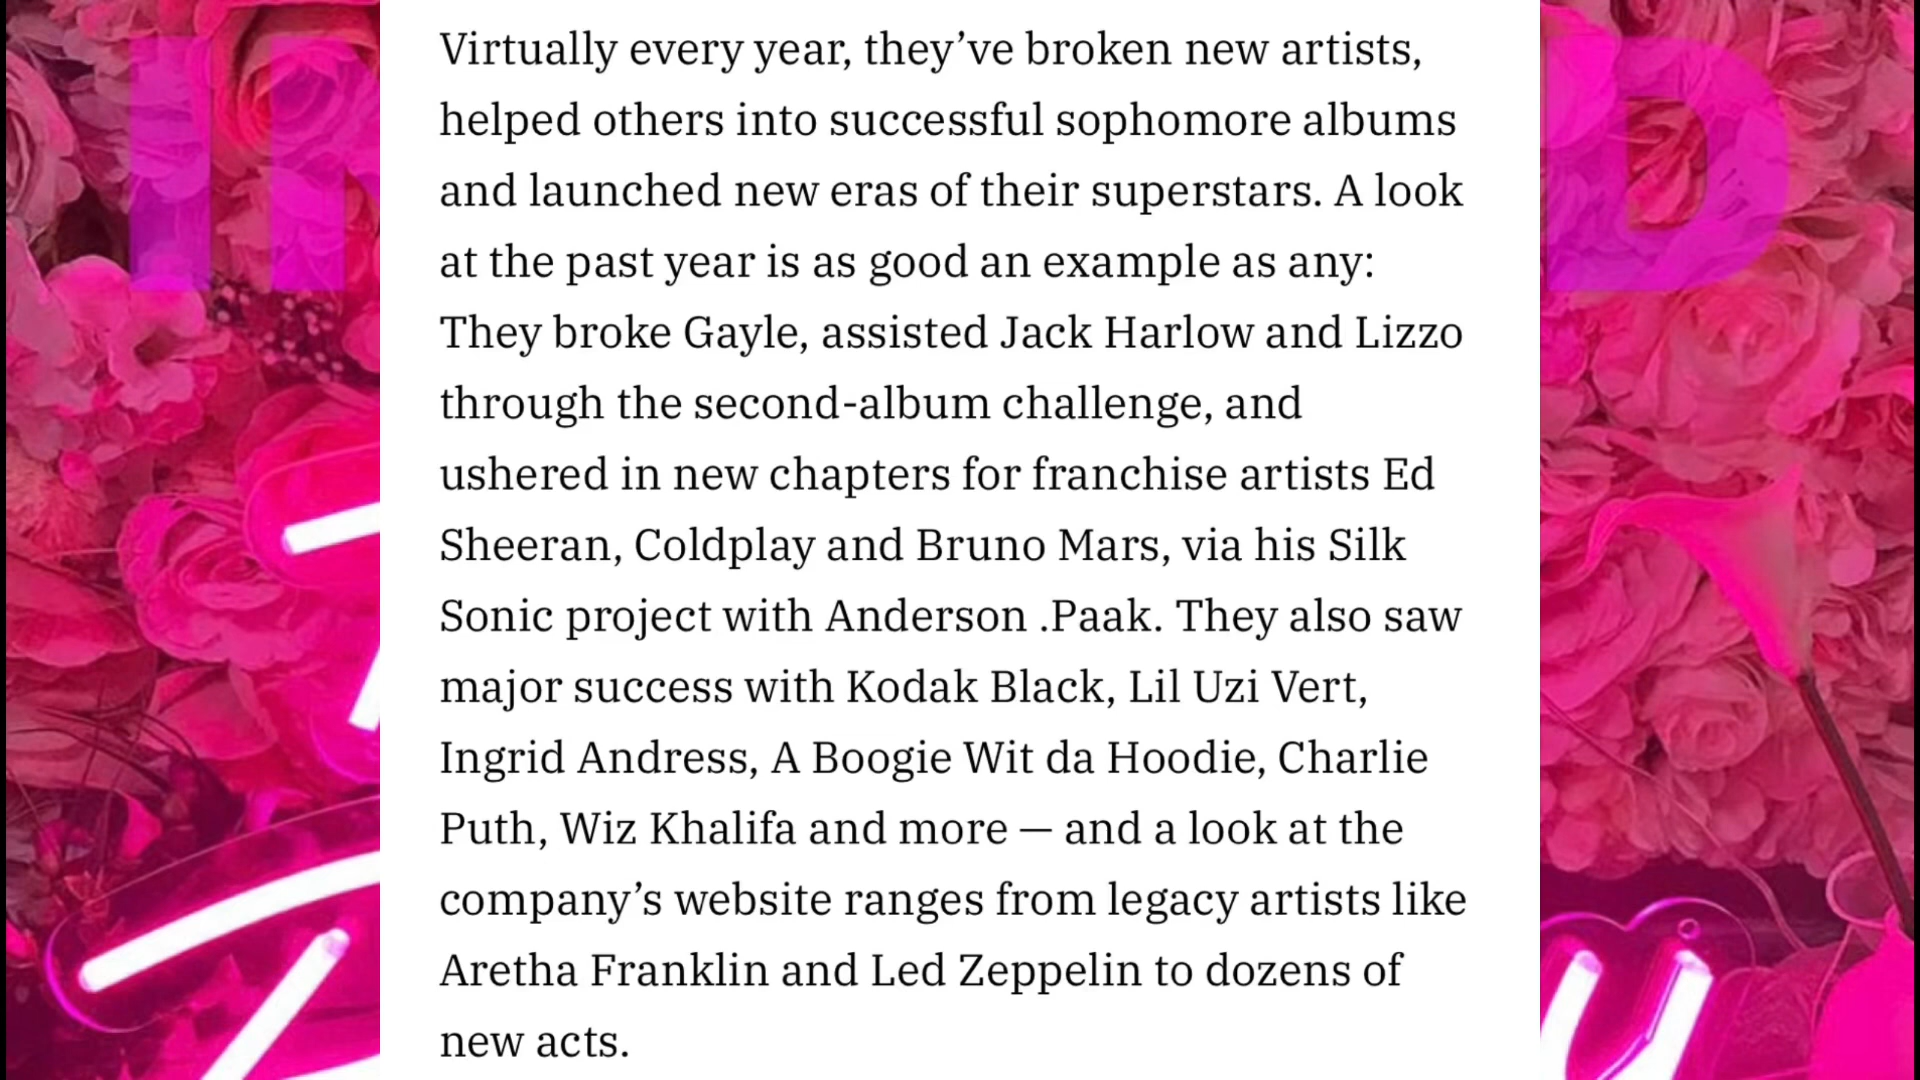 Virtually every year, they’ve broken new artists,
helped others into successful sophomore albums
and launched new eras of their superstars. A look
at the past year is as good an example as any:
They broke Gayle, assisted Jack Harlow and Lizzo
through the second-album challenge, and
ushered in new chapters for franchise artists Ed
Sheeran, Coldplay and Bruno Mars, via his Silk
Sonic project with Anderson .Paak. They also saw
major success with Kodak Black, Lil Uzi Vert,
Ingrid Andress, A Boogie Wit da Hoodie, Charlie
Puth, Wiz Khalifa and more — and a look at the
company’s website ranges from legacy artists like
Aretha Franklin and Led Zeppelin to dozens of
new acts.